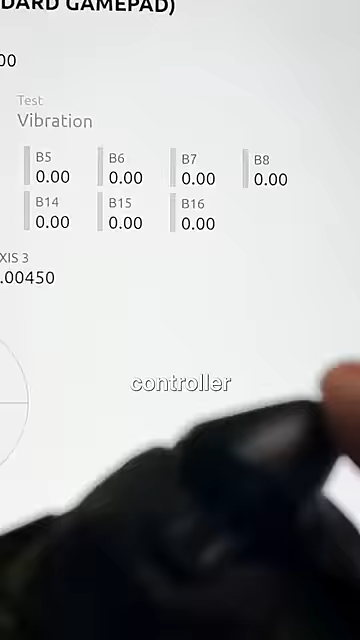 DARD GAMEPAD)
00
Test
Vibration
B5 B6 B7 B8
0.00 0.00 0.00 0.00
B14 B15 B16
0.00 0.00 0.00
XIS 3
.00450
controller